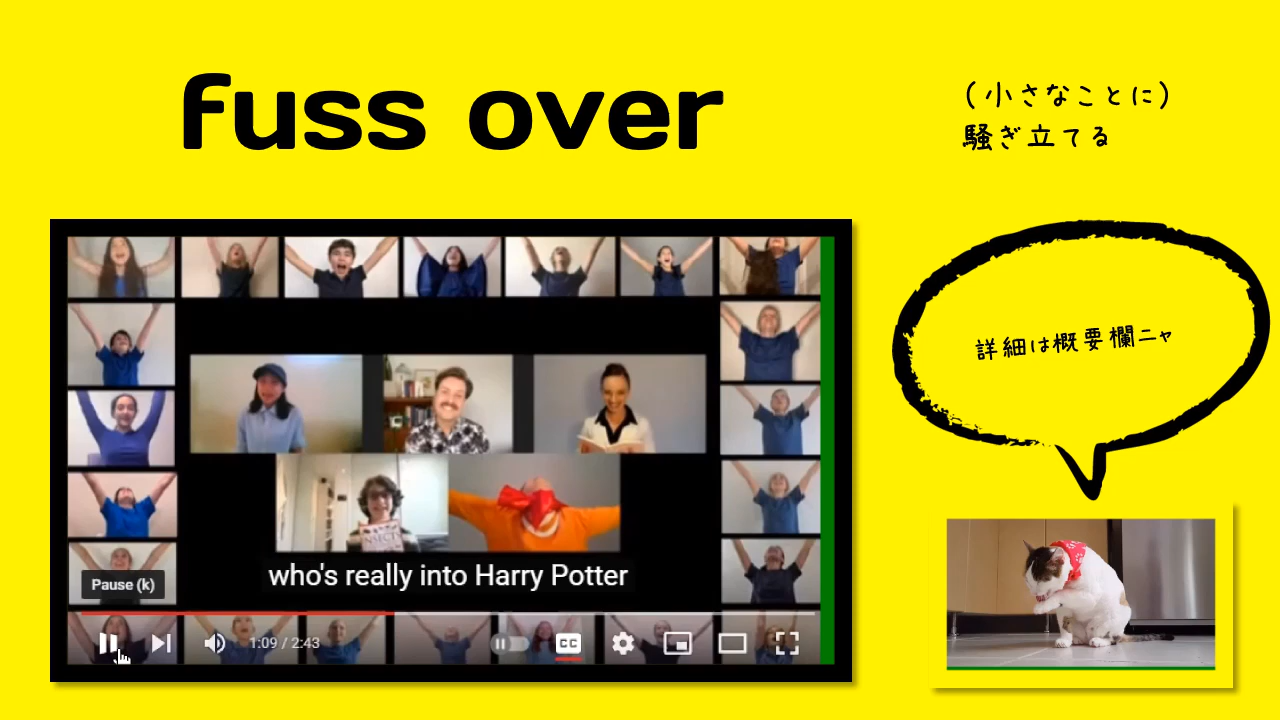 fuss over
（小さなことに）
騒ぎ立てる
詳細は概要欄ニャ
who's really into Harry Potter
Pause (k)
1:09 / 2:43
CC